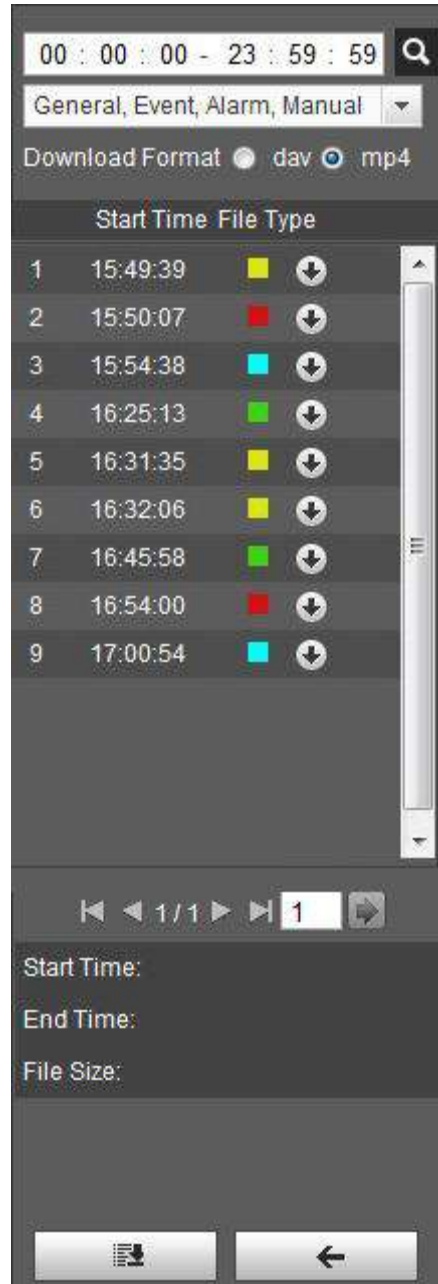 00 : 00 : 00 - 23 : 59 : 59
General, Event, Alarm, Manual
Download Format dav mp4
Start Time File Type
1 15:49:39
2 15:50:07
3 15:54:38
4 16:25:13
5 16:31:35
6 16:32:06
7 16:45:58
8 16:54:00
9 17:00:54
1 / 1 1
Start Time:
End Time:
File Size: